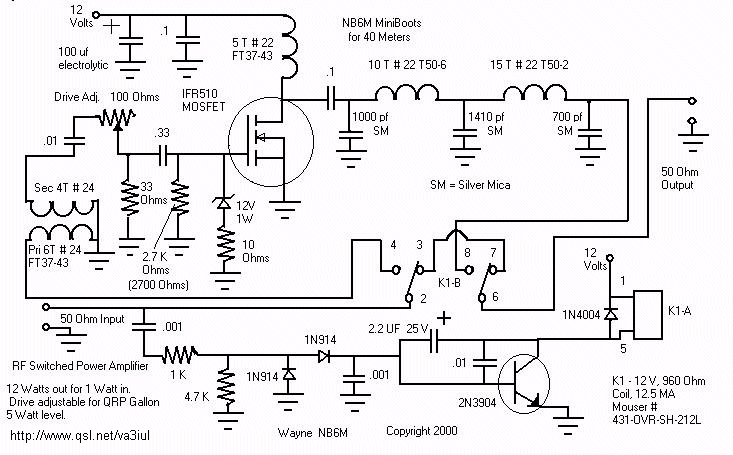 12
Volts
100 uf
electrolytic
.1
5 T # 22
FT37-43
NB6M MiniBoots
for 40 Meters
10 T # 22 T50-6
15 T # 22 T50-2
.1
1000 pf
SM
1410 pf
SM
700 pf
SM
SM = Silver Mica
50 Ohm
Output
IFR510
MOSFET
Drive Adj. 100 Ohms
.01
.33
33
Ohms
2.7 K
Ohms
(2700 Ohms)
12V
1W
10
Ohms
Sec 4T # 24
Pri 6T # 24
FT37-43
4
3
2
K1-B
8
7
6
12
Volts
1
1N4004
K1-A
5
50 Ohm Input
.001
1 K
4.7 K
1N914
1N914
.001
2.2 UF 25 V
.01
2N3904
RF Switched Power Amplifier
12 Watts out for 1 Watt in.
Drive adjustable for QRP Gallon
5 Watt level.
http://www.qsl.net/va3iul
Wayne NB6M
Copyright 2000
K1 - 12 V, 960 Ohm
Coil, 12.5 MA
Mouser #
431-OVR-SH-212L